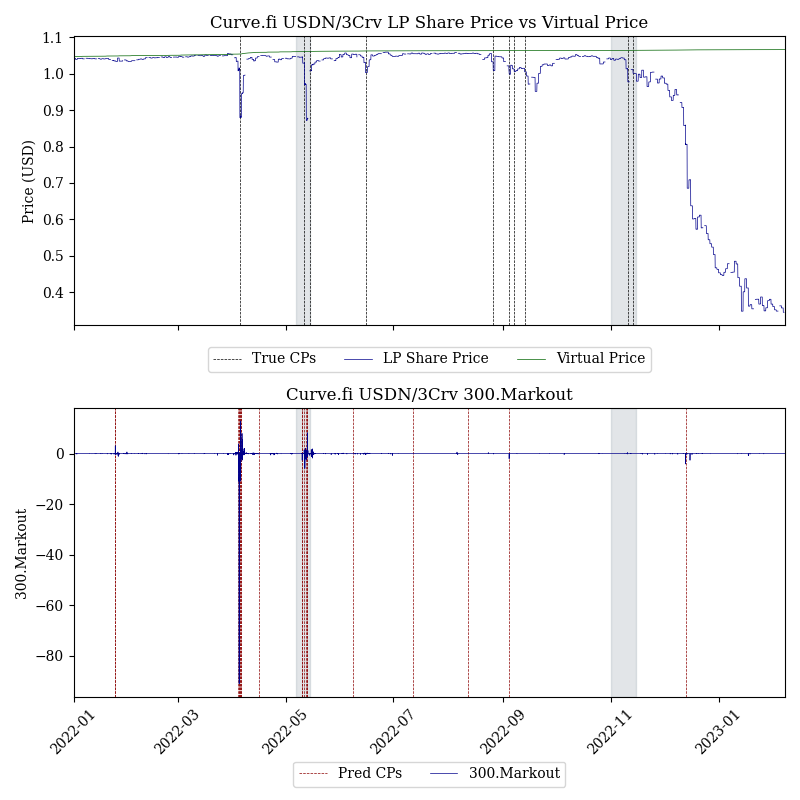 Curve.fi USDN/3Crv LP Share Price vs Virtual Price
1.1
1.0
0.9
0.8
0.7
0.6
0.5
0.4
Price (USD)
True CPs LP Share Price Virtual Price
Curve.fi USDN/3Crv 300.Markout
0
−20
−40
−60
−80
300.Markout
2022-01 2022-03 2022-05 2022-07 2022-09 2022-11 2023-01
Pred CPs 300.Markout